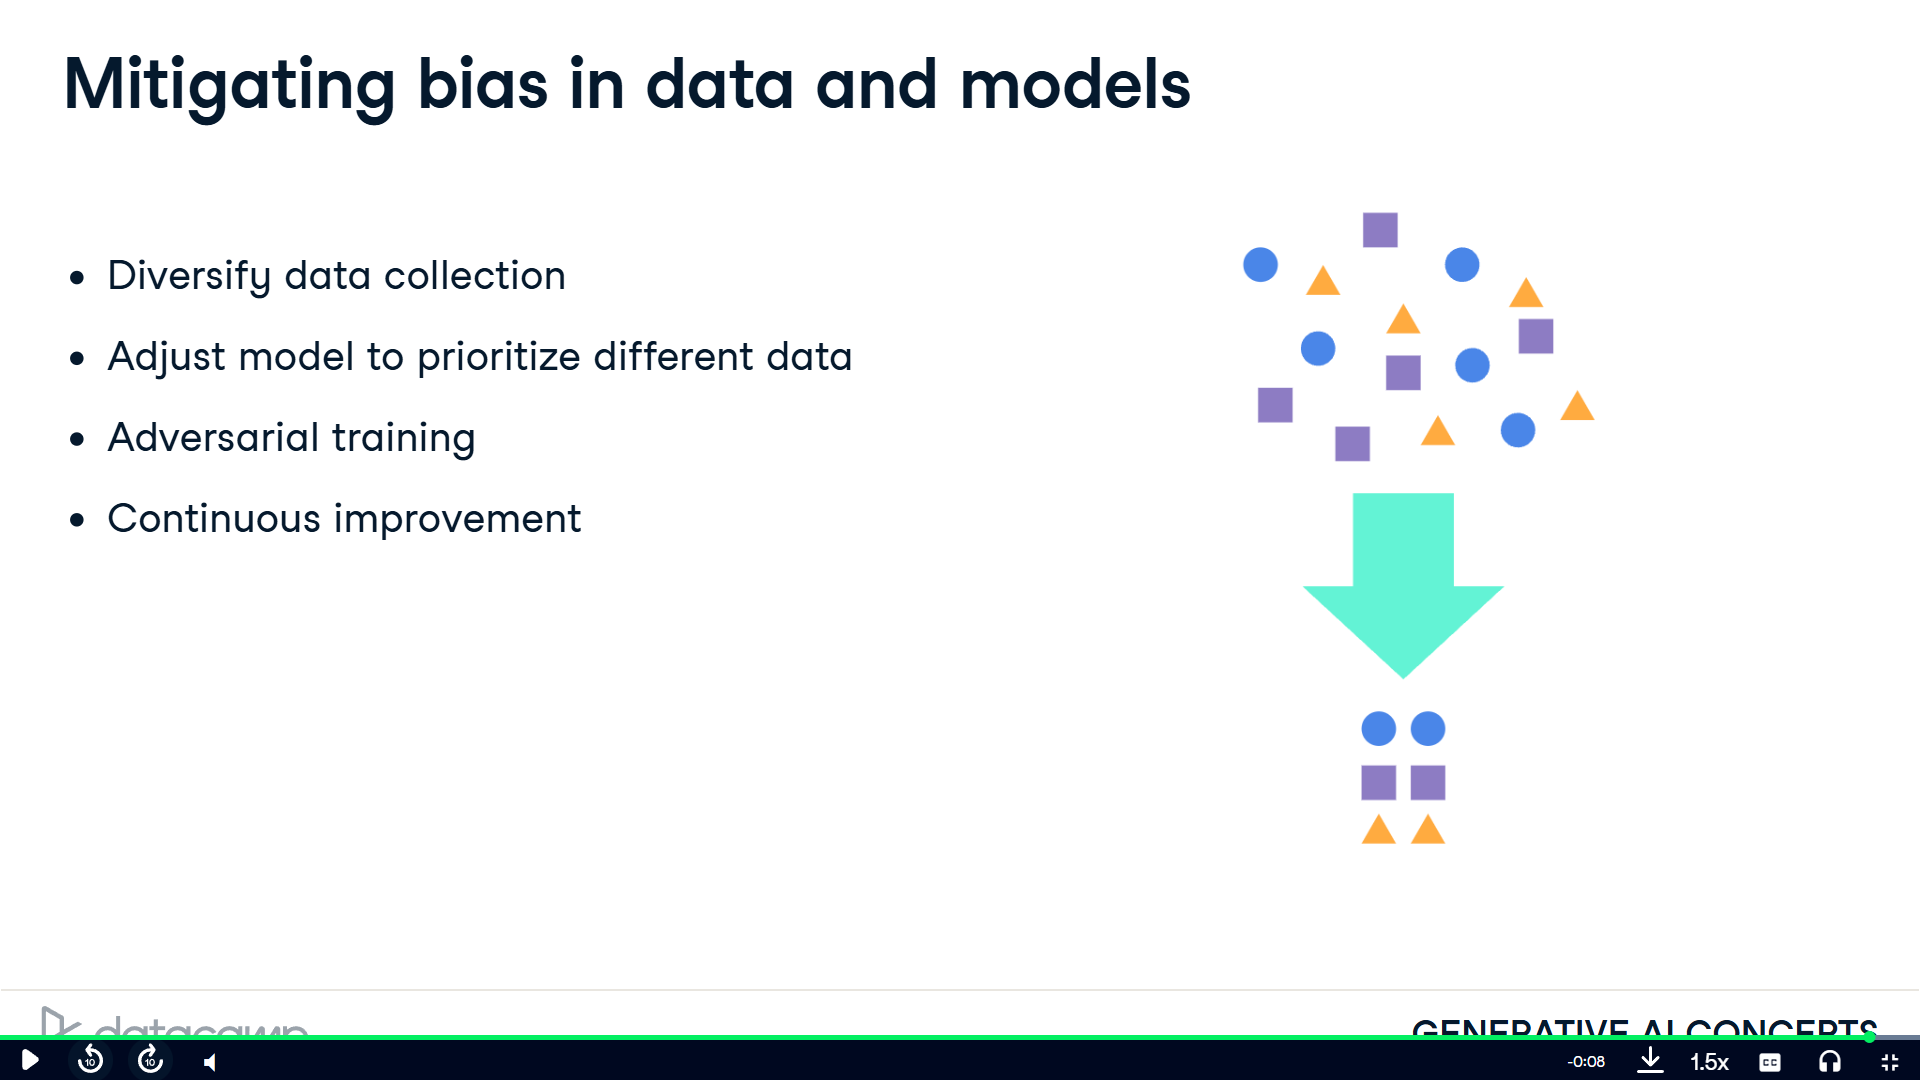 Mitigating bias in data and models
• Diversify data collection
• Adjust model to prioritize different data
• Adversarial training
• Continuous improvement
datacamp
GENERATIVE AI CONCEPTS
10
10
-0:08
1.5x
CC